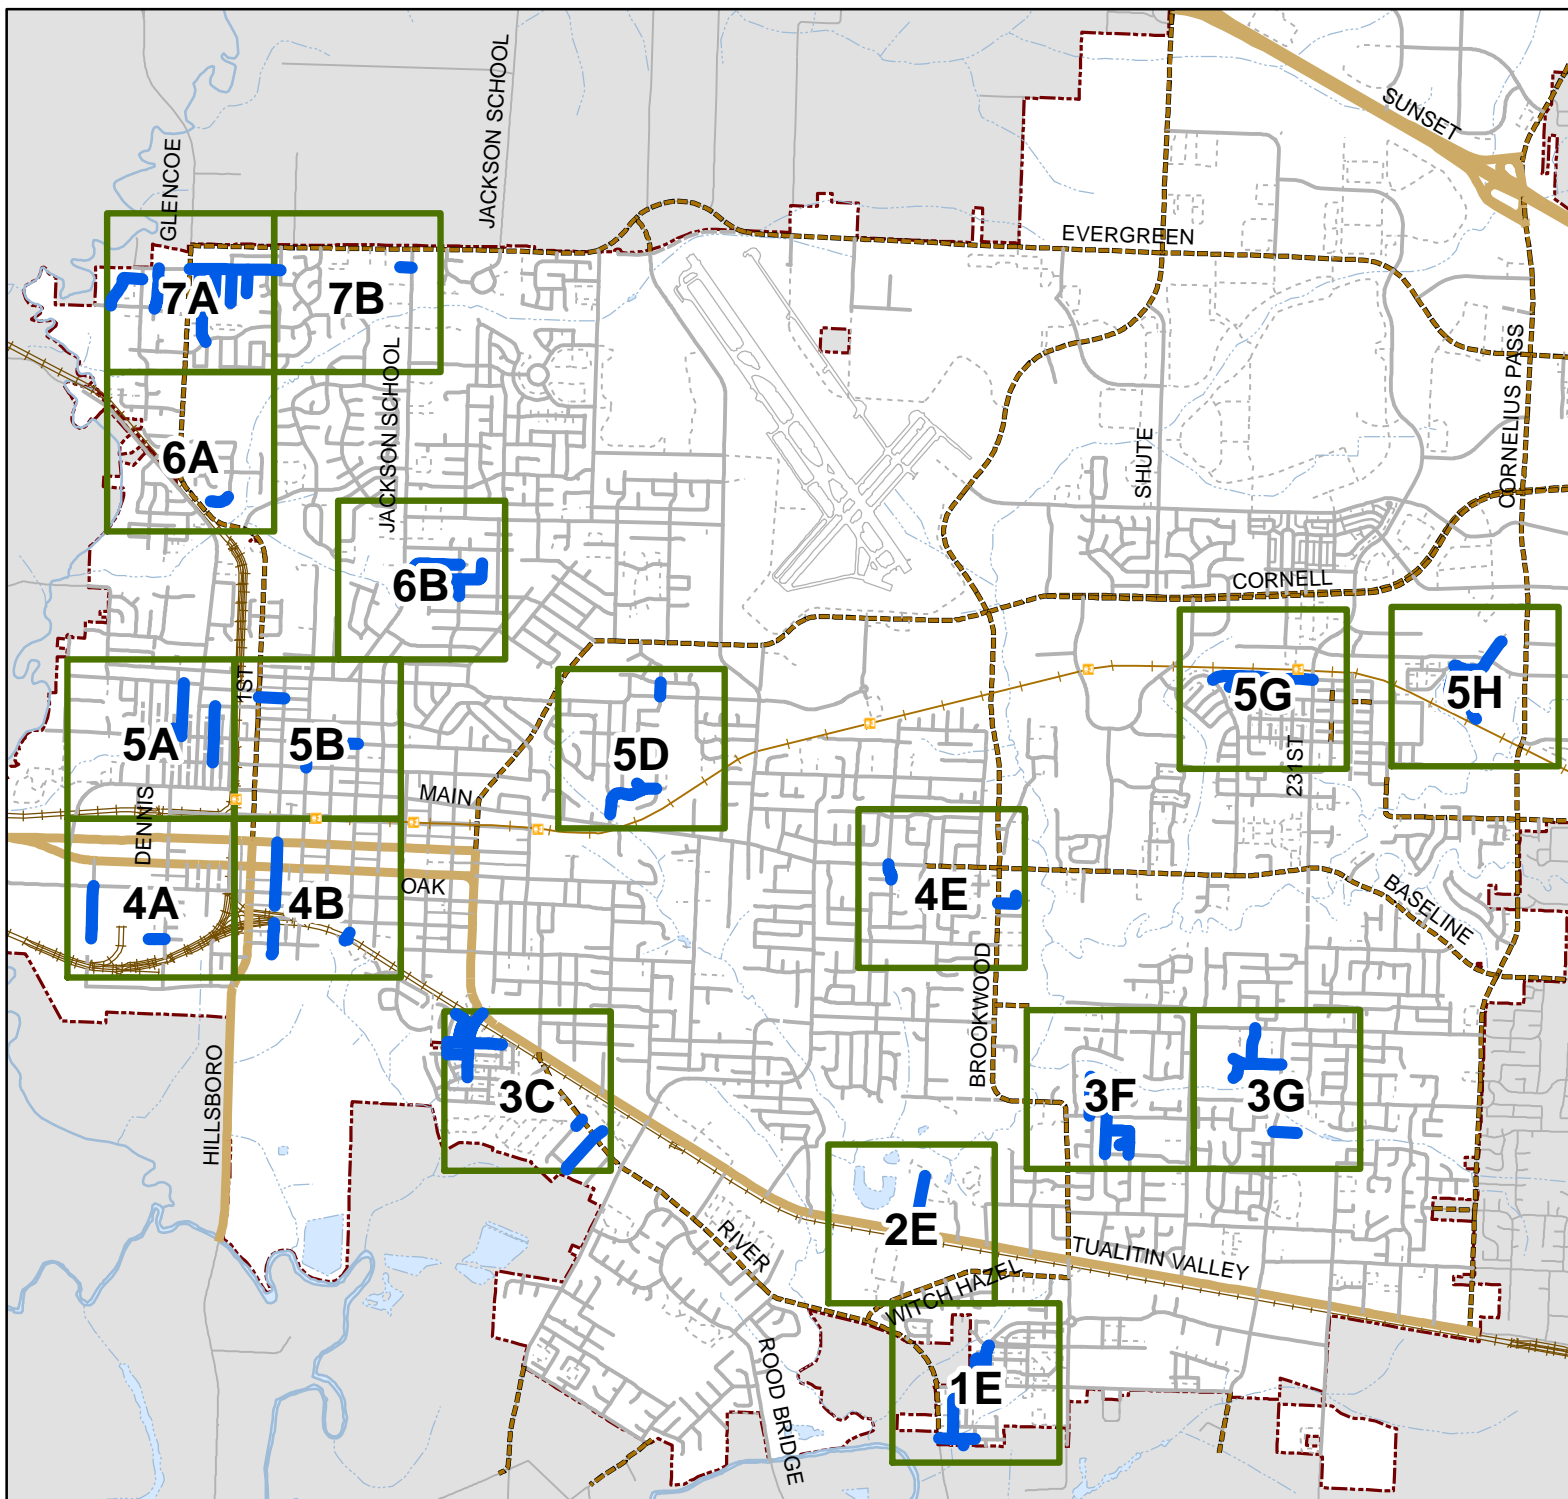 SUNSET
JACKSON SCHOOL
GLENCOE
EVERGREEN
7A
7B
CORNELIUS PASS
JACKSON SCHOOL
SHUTE
6A
6B
CORNELL
1ST
5A
5B
5D
5G
5H
231ST
MAIN
DENNIS
OAK
4A
4B
4E
BASELINE
BROOKWOOD
HILLSBORO
3C
3F
3G
2E
RIVER
TUALITIN VALLEY
WITCH HAZEL
ROOD BRIDGE
1E